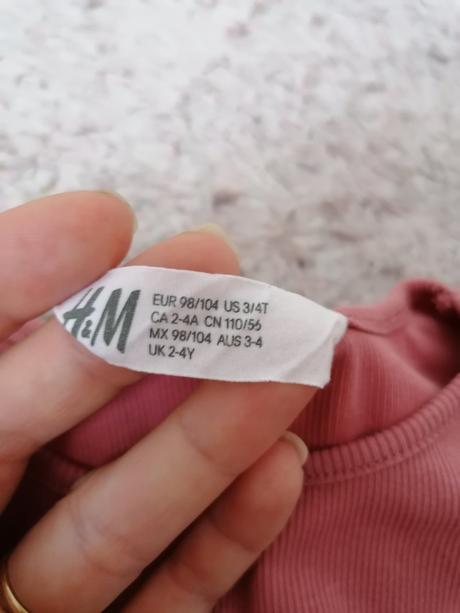 H&M
EUR 98/104 US 3/4T
CA 2-4A CN 110/56
MX 98/104 AUS 3-4
UK 2-4Y